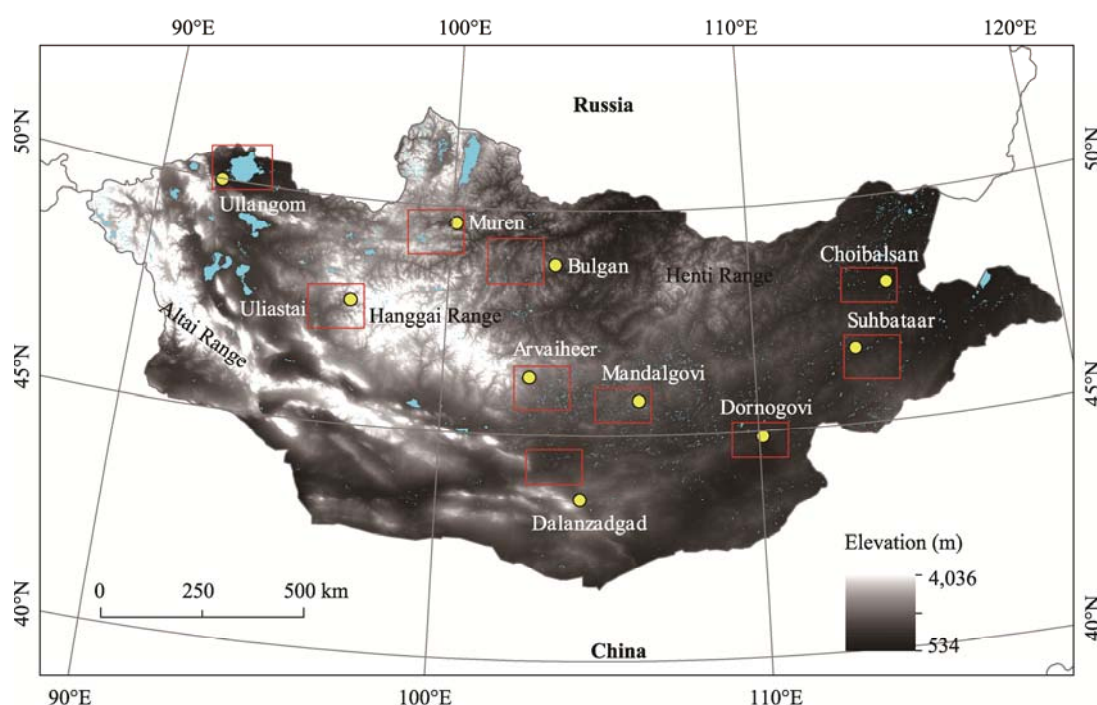 90°E 100°E 110°E 120°E
Russia
50°N
50°N
Ullangom
Muren
Bulgan
Henti Range
Choibalsan
Uliastai
Hanggai Range
Altai Range
Suhbataar
Arvaiheer
Mandalgovi
45°N
45°N
Dornogovi
Dalanzadgad
Elevation (m)
4,036
534
0 250 500 km
40°N
40°N
China
90°E 100°E 110°E